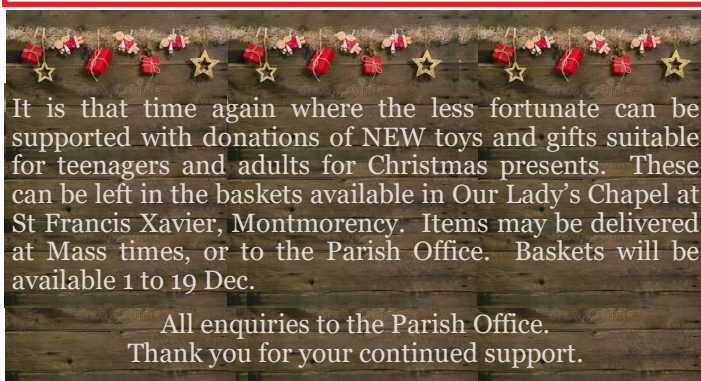 It is that time again where the less fortunate can be
supported with donations of NEW toys and gifts suitable
for teenagers and adults for Christmas presents. These
can be left in the baskets available in Our Lady's Chapel at
St Francis Xavier, Montmorency. Items may be delivered
at Mass times, or to the Parish Office. Baskets will be
available 1 to 19 Dec.
All enquiries to the Parish Office.
Thank you for your continued support.